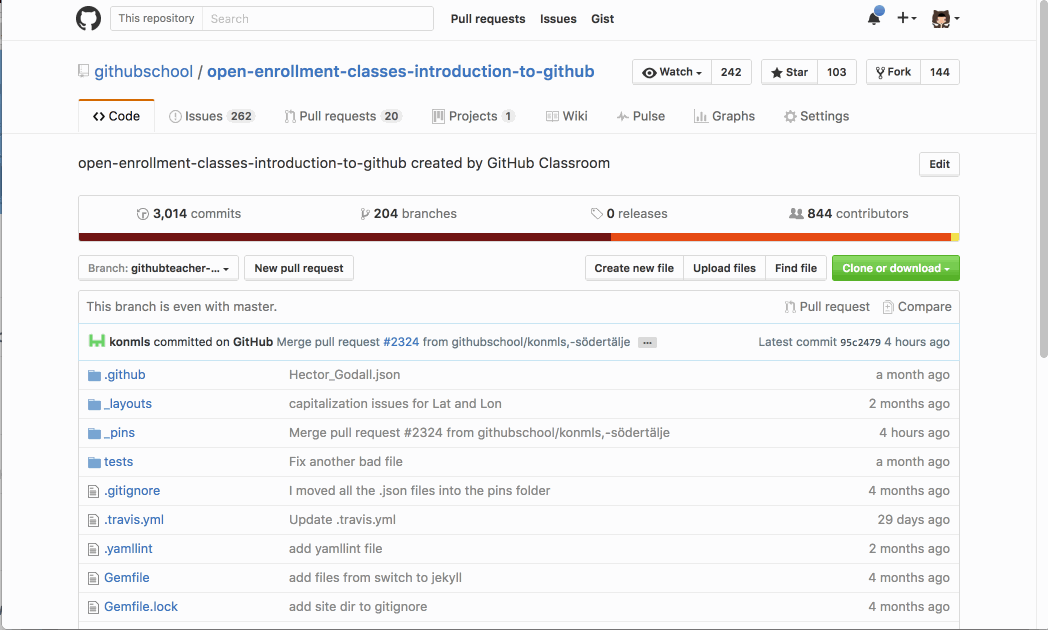 This repository Search Pull requests Issues Gist
githubschool / open-enrollment-classes-introduction-to-github Watch 242 Star 103 Fork 144
Code Issues 262 Pull requests 20 Projects 1 Wiki Pulse Graphs Settings
open-enrollment-classes-introduction-to-github created by GitHub Classroom Edit
3,014 commits 204 branches 0 releases 844 contributors
Branch: githubteacher-... New pull request Create new file Upload files Find file Clone or download
This branch is even with master. Pull request Compare
konmls committed on GitHub Merge pull request #2324 from githubschool/konmls,-södertälje ... Latest commit 95c2479 4 hours ago
.github Hector_Godall.json a month ago
_layouts capitalization issues for Lat and Lon 2 months ago
_pins Merge pull request #2324 from githubschool/konmls,-södertälje 4 hours ago
tests Fix another bad file a month ago
.gitignore I moved all the .json files into the pins folder 4 months ago
.travis.yml Update .travis.yml 29 days ago
.yamllint add yamllint file 2 months ago
Gemfile add files from switch to jekyll 4 months ago
Gemfile.lock add site dir to gitignore 4 months ago